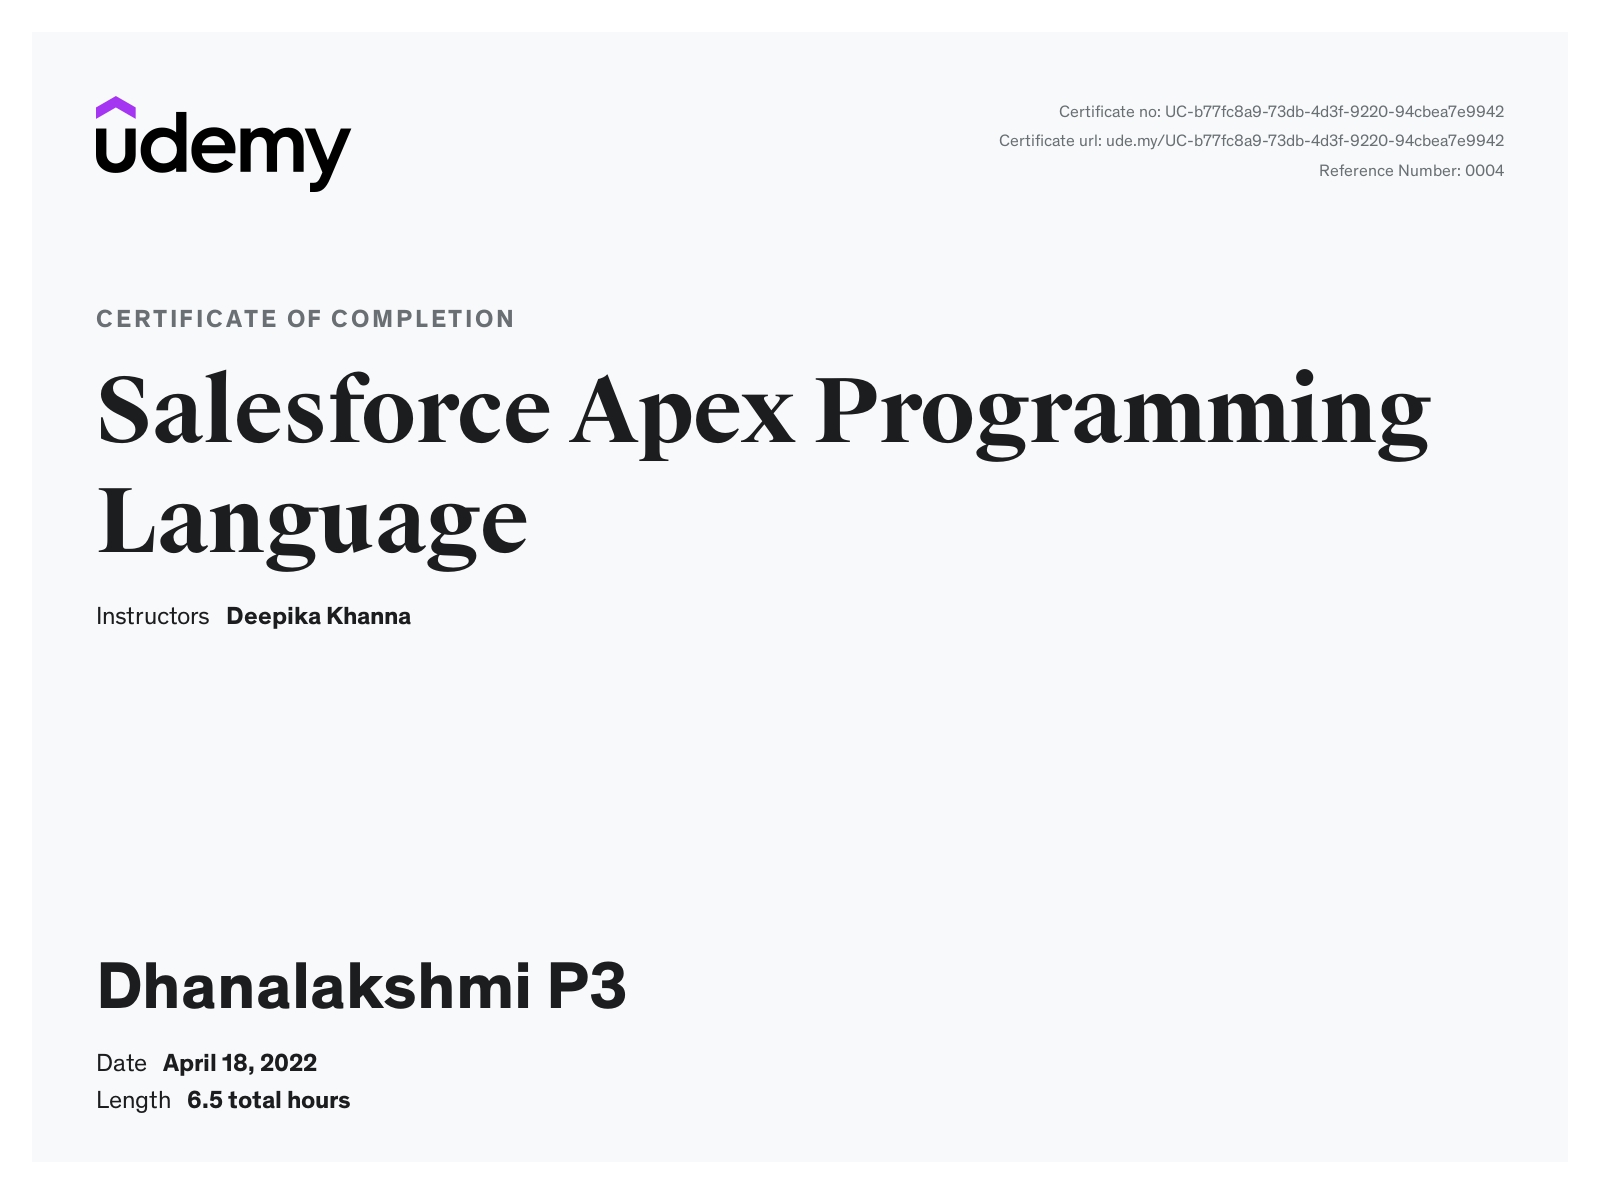 udemy
Certificate no: UC-b77fc8a9-73db-4d3f-9220-94cbea7e9942
Certificate url: ude.my/UC-b77fc8a9-73db-4d3f-9220-94cbea7e9942
Reference Number: 0004
CERTIFICATE OF COMPLETION
Salesforce Apex Programming
Language
Instructors Deepika Khanna
Dhanalakshmi P3
Date April 18, 2022
Length 6.5 total hours